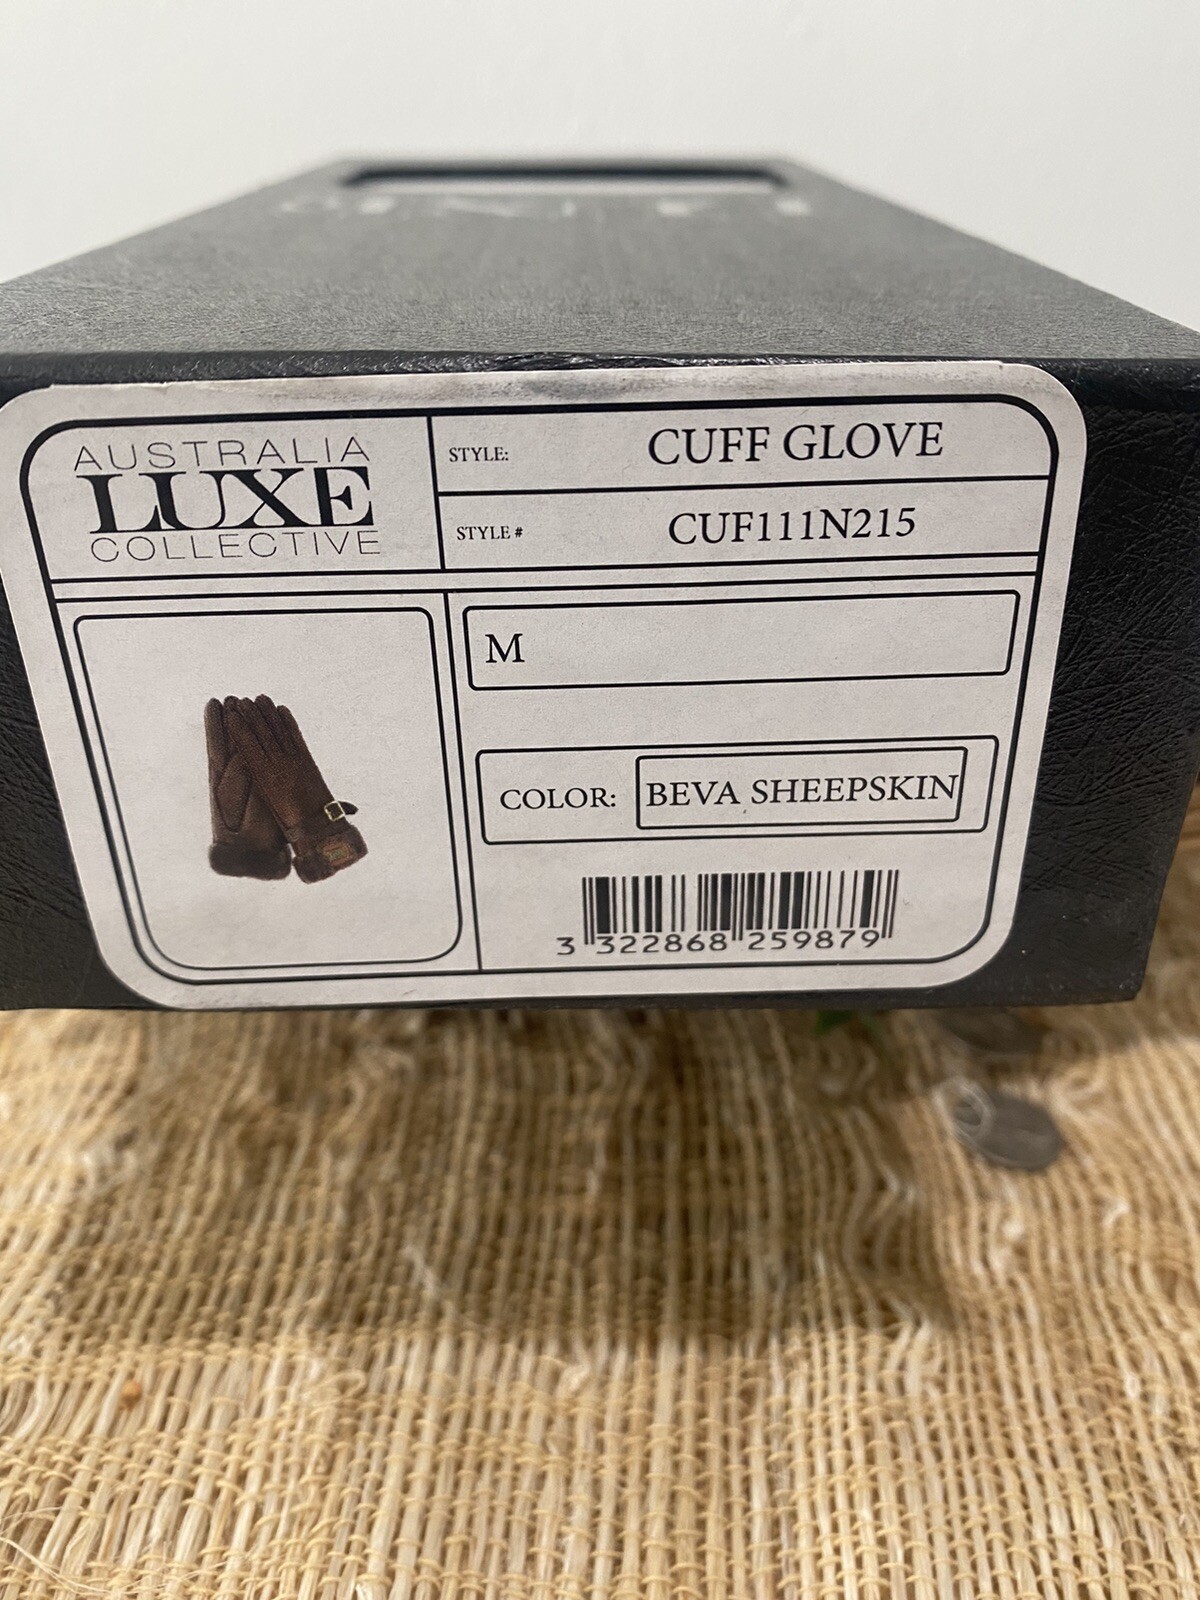 AUSTRALIA
LUXE
COLLECTIVE
STYLE: CUFF GLOVE
STYLE # CUF111N215
M
COLOR: BEVA SHEEPSKIN
3 322868 259879